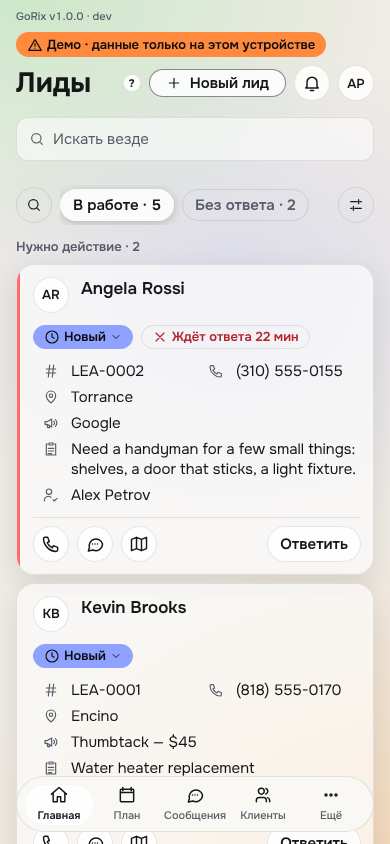 GoRix v1.0.0 · dev
Демо · данные только на этом устройстве
Лиды
?
Новый лид
AP
Искать везде
В работе · 5
Без ответа · 2
Нужно действие · 2
AR
Angela Rossi
Новый
Ждёт ответа 22 мин
LEA-0002
(310) 555-0155
Torrance
Google
Need a handyman for a few small things:
shelves, a door that sticks, a light fixture.
Alex Petrov
Ответить
KB
Kevin Brooks
Новый
LEA-0001
(818) 555-0170
Encino
Thumbtack — $45
Water heater replacement
Главная
План
Сообщения
Клиенты
Ещё
Ответить